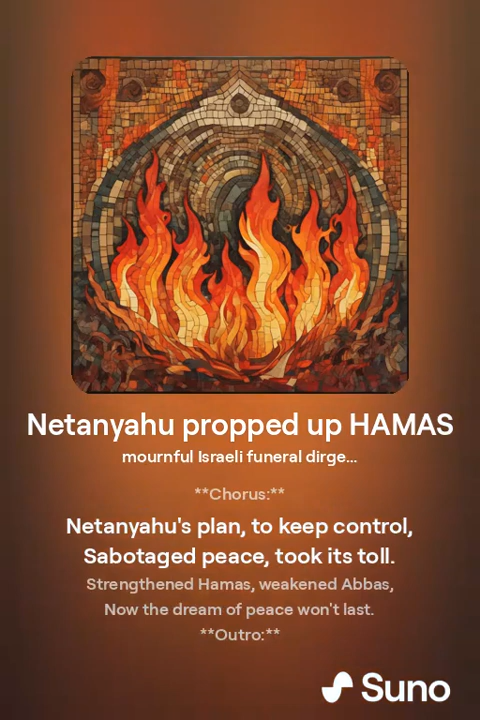 Netanyahu propped up HAMAS
mournful Israeli funeral dirge...
**Chorus:**
Netanyahu's plan, to keep control,
Sabotaged peace, took its toll.
Strengthened Hamas, weakened Abbas,
Now the dream of peace won't last.
**Outro:**
Suno